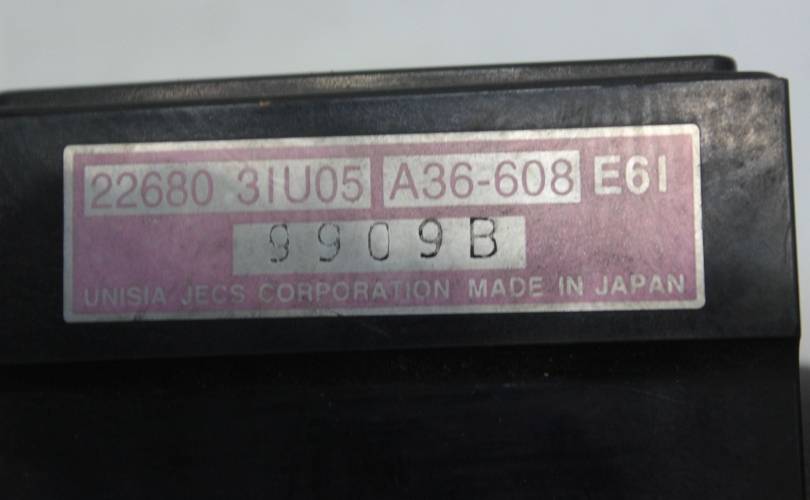 22680 31U05 A36-608 E61
9909B
UNISIA JECS CORPORATION MADE IN JAPAN